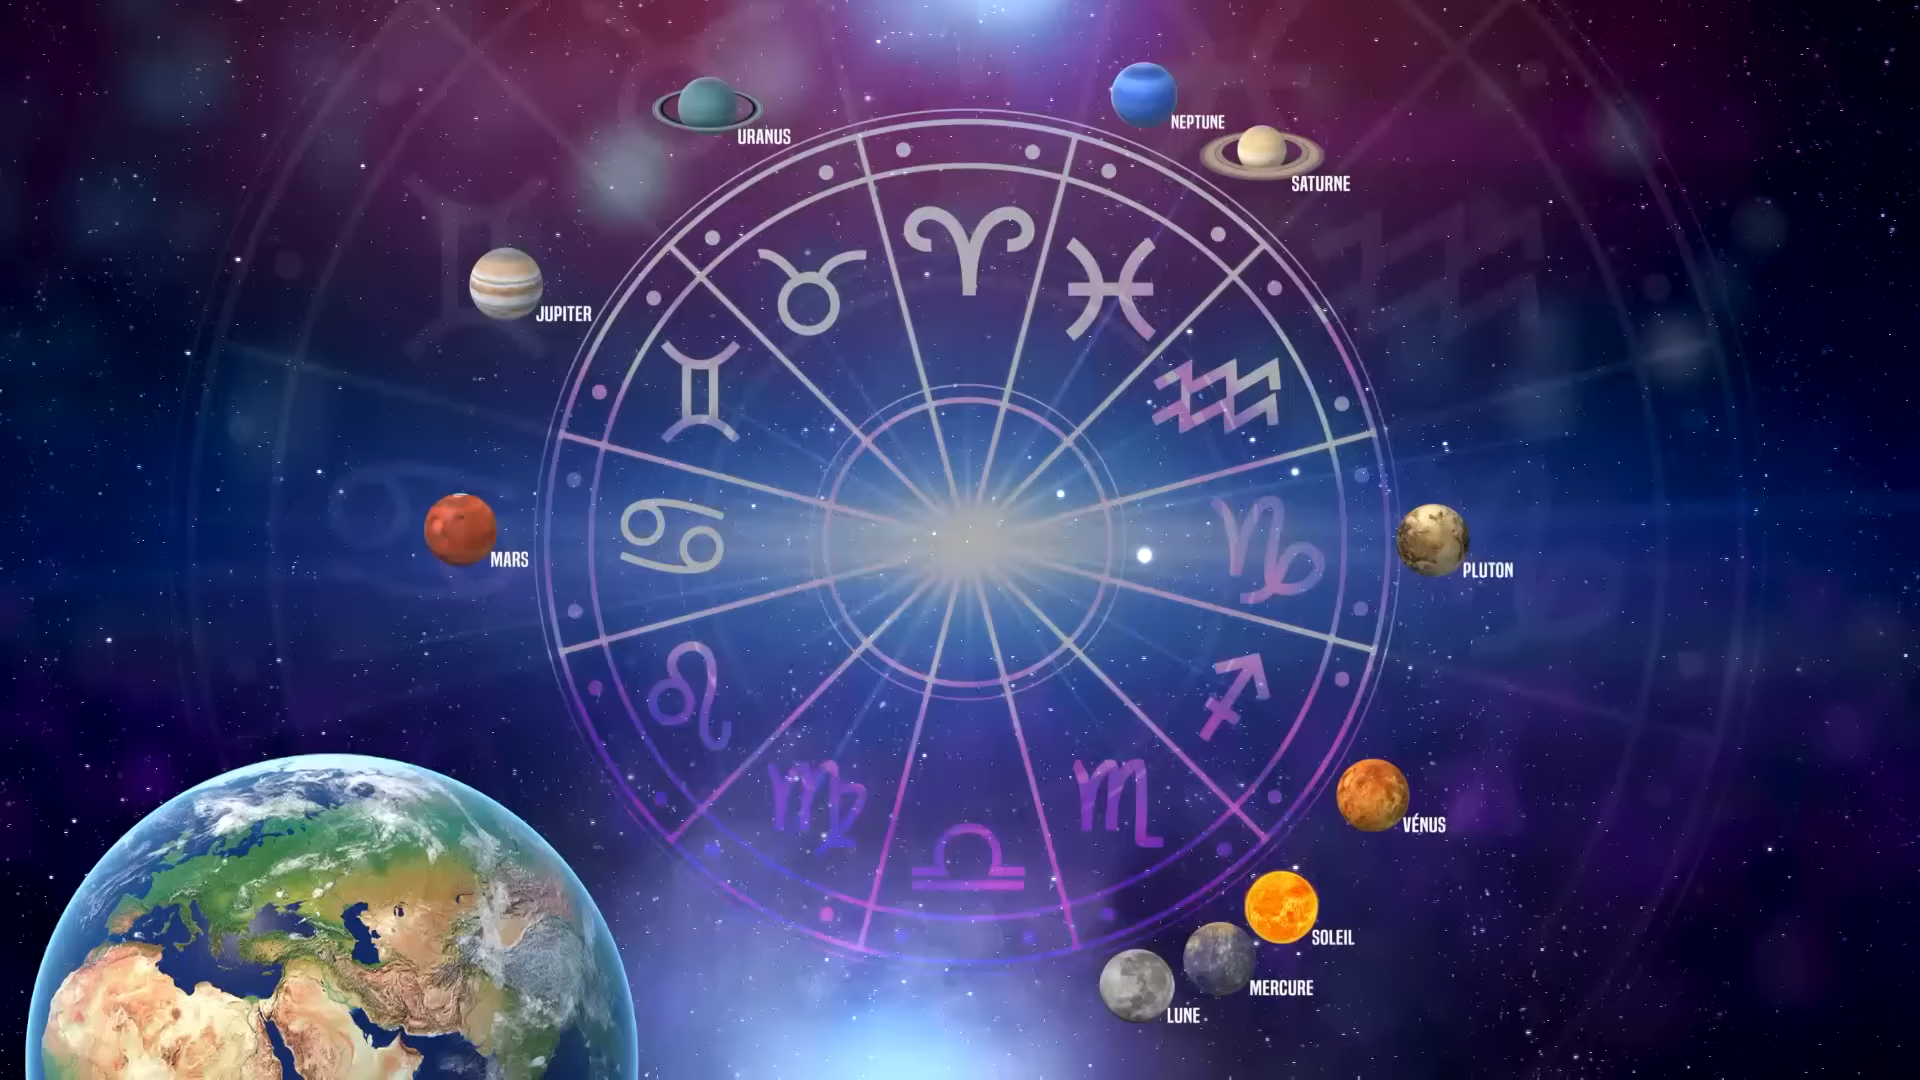 NEPTUNE
URANUS
SATURNE
JUPITER
MARS
PLUTON
VÉNUS
SOLEIL
MERCURE
LUNE